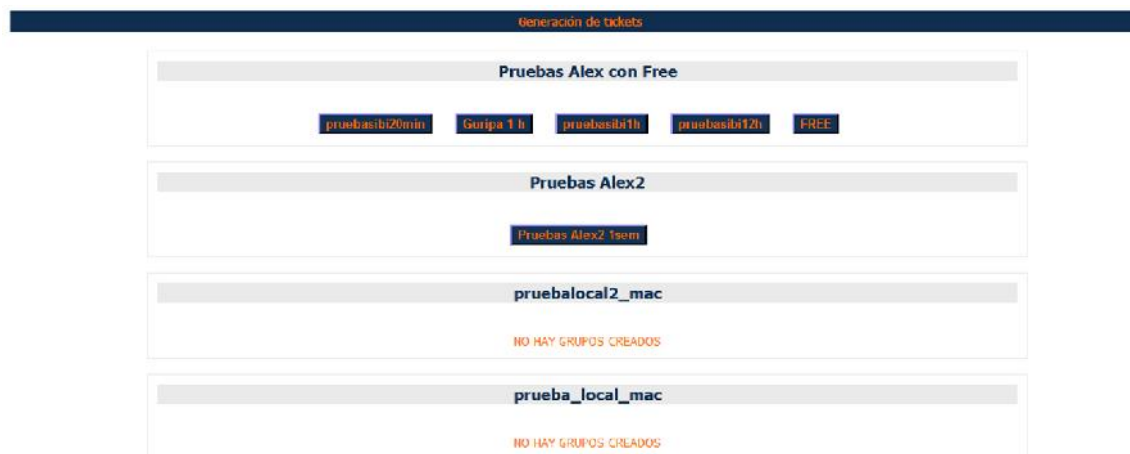 Generación de tickets
Pruebas Alex con Free
pruebasibi20min Guripa 1 h pruebasibi1h pruebasibi12h FREE
Pruebas Alex2
Pruebas Alex2 1sem
pruebalocal2_mac
NO HAY GRUPOS CREADOS
prueba_local_mac
NO HAY GRUPOS CREADOS